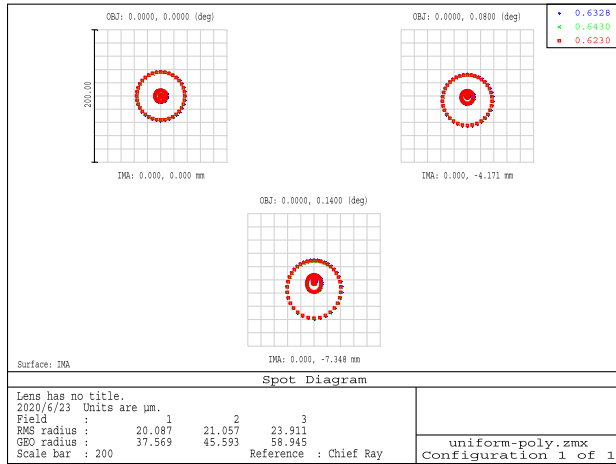 OBJ: 0.0000, 0.0000 (deg)
OBJ: 0.0000, 0.0800 (deg)
0.6328
0.6430
0.6230
200.00
IMA: 0.000, 0.000 mm
IMA: 0.000, -4.171 mm
OBJ: 0.0000, 0.1400 (deg)
IMA: 0.000, -7.348 mm
Surface: IMA
Spot Diagram
Lens has no title.
2020/6/23 Units are µm.
Field : 1 2 3
RMS radius : 20.087 21.057 23.911
GEO radius : 37.569 45.593 58.945
Scale bar : 200 Reference : Chief Ray
uniform-poly.zmx
Configuration 1 of 1